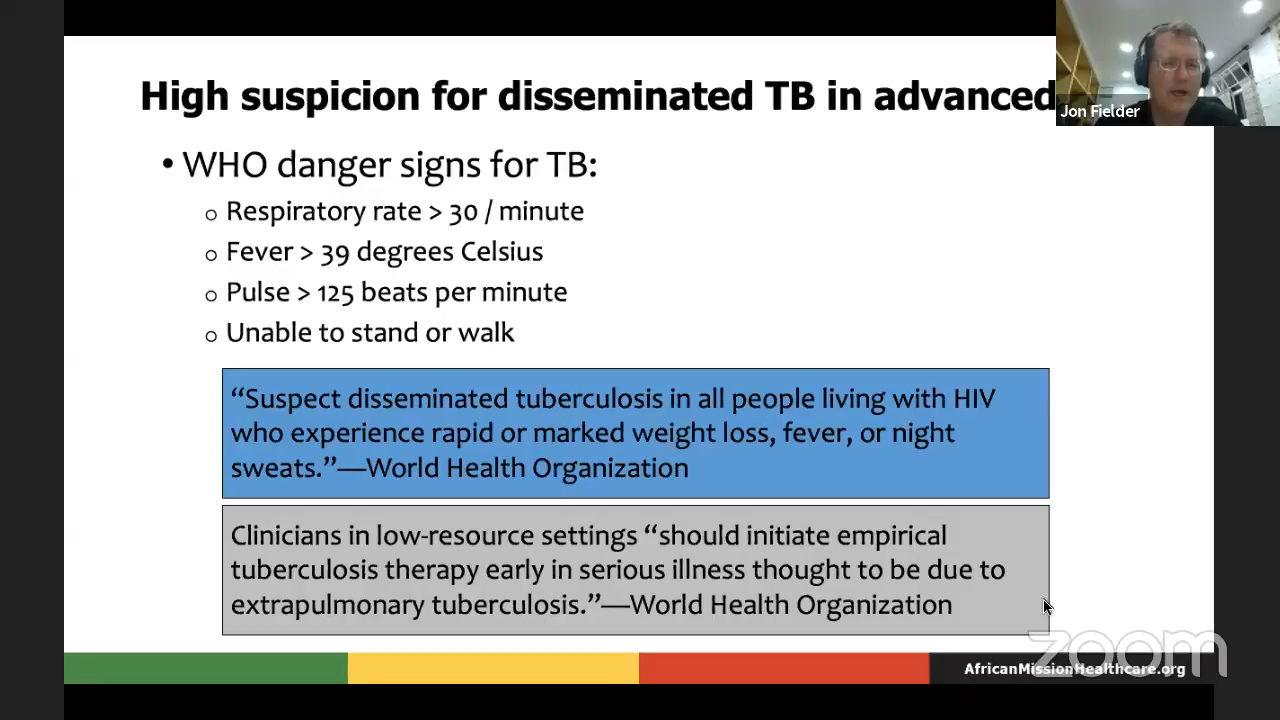 High suspicion for disseminated TB in advanced
Jon Fielder
• WHO danger signs for TB:
o Respiratory rate > 30 / minute
o Fever > 39 degrees Celsius
o Pulse > 125 beats per minute
o Unable to stand or walk
“Suspect disseminated tuberculosis in all people living with HIV
who experience rapid or marked weight loss, fever, or night
sweats.”—World Health Organization
Clinicians in low-resource settings “should initiate empirical
tuberculosis therapy early in serious illness thought to be due to
extrapulmonary tuberculosis.”—World Health Organization
zoom
AfricanMissionHealthcare.org